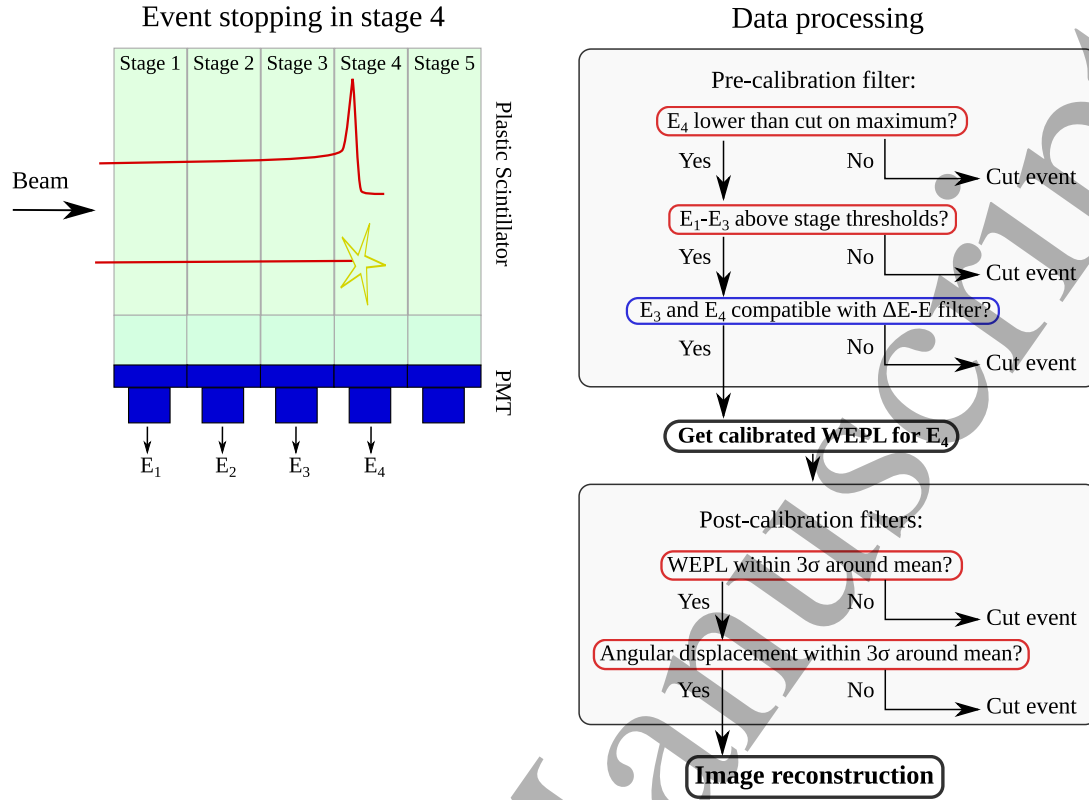 Event stopping in stage 4
Stage 1 Stage 2 Stage 3 Stage 4 Stage 5
Plastic Scintillator
Beam
PMT
E₁ E₂ E₃ E₄
Data processing
Pre-calibration filter:
E₄ lower than cut on maximum?
Yes No
Cut event
E₁-E₃ above stage thresholds?
Yes No
Cut event
E₃ and E₄ compatible with ΔE-E filter?
Yes No
Cut event
Get calibrated WEPL for E₄
Post-calibration filters:
WEPL within 3σ around mean?
Yes No
Cut event
Angular displacement within 3σ around mean?
Yes No
Cut event
Image reconstruction